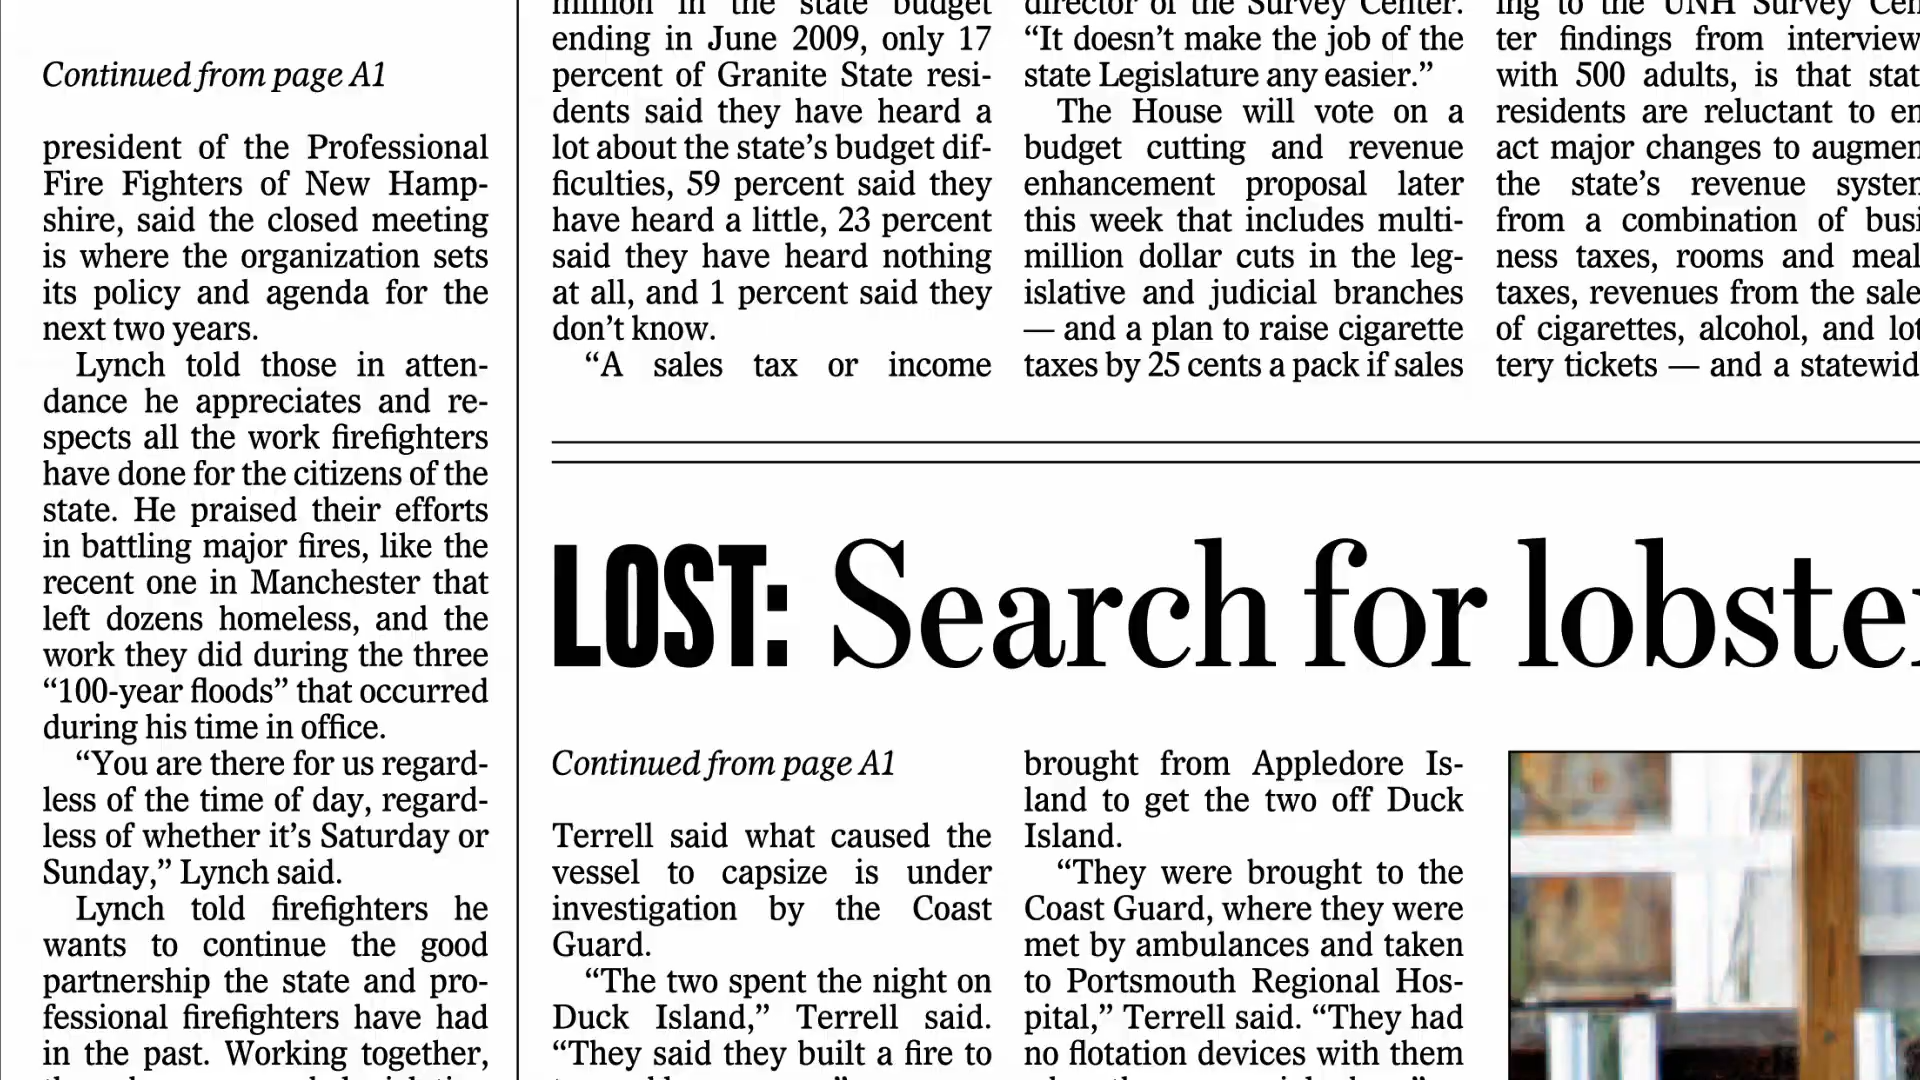 Continued from page A1
president of the Professional
Fire Fighters of New Hamp-
shire, said the closed meeting
is where the organization sets
its policy and agenda for the
next two years.
Lynch told those in atten-
dance he appreciates and re-
spects all the work firefighters
have done for the citizens of the
state. He praised their efforts
in battling major fires, like the
recent one in Manchester that
left dozens homeless, and the
work they did during the three
“100-year floods” that occurred
during his time in office.
“You are there for us regard-
less of the time of day, regard-
less of whether it’s Saturday or
Sunday,” Lynch said.
Lynch told firefighters he
wants to continue the good
partnership the state and pro-
fessional firefighters have had
in the past. Working together,
million in the state budget
ending in June 2009, only 17
percent of Granite State resi-
dents said they have heard a
lot about the state’s budget dif-
ficulties, 59 percent said they
have heard a little, 23 percent
said they have heard nothing
at all, and 1 percent said they
don’t know.
“A sales tax or income
director of the Survey Center.
“It doesn’t make the job of the
state Legislature any easier.”
The House will vote on a
budget cutting and revenue
enhancement proposal later
this week that includes multi-
million dollar cuts in the leg-
islative and judicial branches
— and a plan to raise cigarette
taxes by 25 cents a pack if sales
ing to the UNH Survey Cen
ter findings from interview
with 500 adults, is that stat
residents are reluctant to en
act major changes to augmen
the state’s revenue system
from a combination of busi
ness taxes, rooms and meal
taxes, revenues from the sale
of cigarettes, alcohol, and lot
tery tickets — and a statewid
LOST: Search for lobster
Continued from page A1
Terrell said what caused the
vessel to capsize is under
investigation by the Coast
Guard.
“The two spent the night on
Duck Island,” Terrell said.
“They said they built a fire to
brought from Appledore Is-
land to get the two off Duck
Island.
“They were brought to the
Coast Guard, where they were
met by ambulances and taken
to Portsmouth Regional Hos-
pital,” Terrell said. “They had
no flotation devices with them